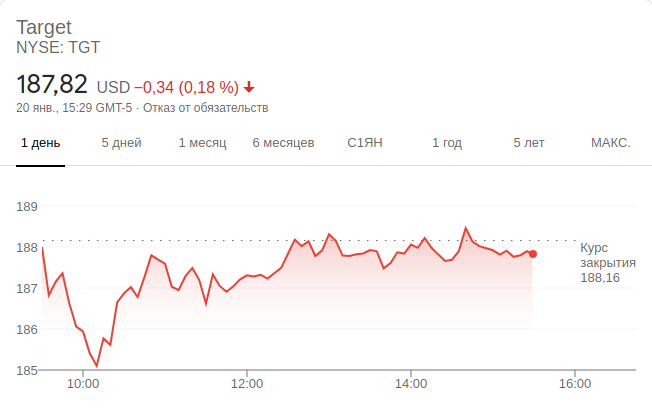 Target
NYSE: TGT
187,82 USD −0,34 (0,18 %)
20 янв., 15:29 GMT-5 · Отказ от обязательств
1 день 5 дней 1 месяц 6 месяцев С1ЯН 1 год 5 лет МАКС.
189
188
187
186
185
Курс
закрытия
188,16
10:00 12:00 14:00 16:00